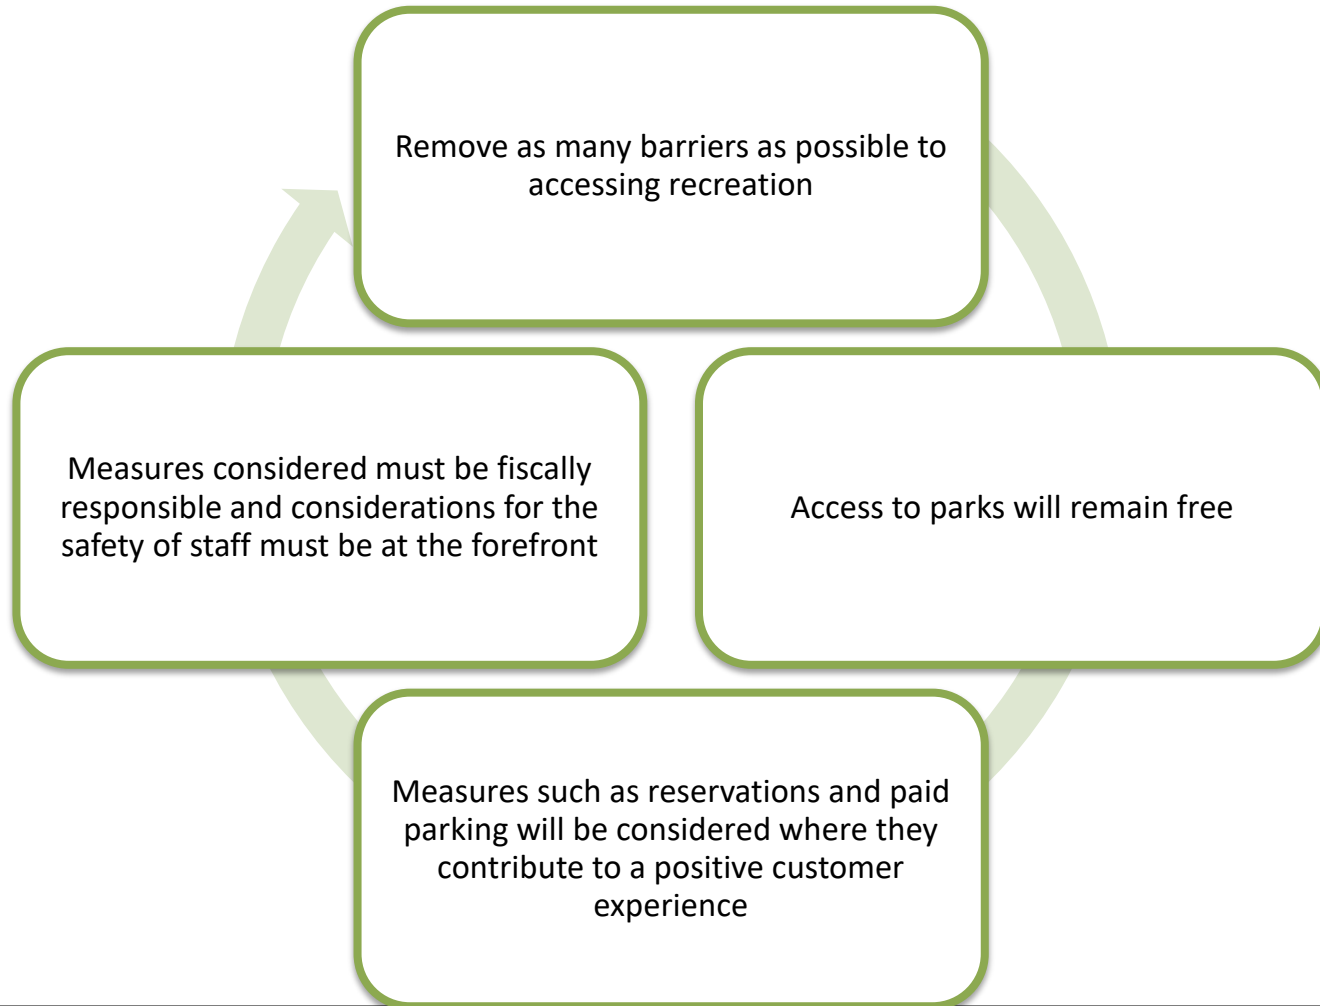 Remove as many barriers as possible to
accessing recreation
Access to parks will remain free
Measures such as reservations and paid
parking will be considered where they
contribute to a positive customer
experience
Measures considered must be fiscally
responsible and considerations for the
safety of staff must be at the forefront